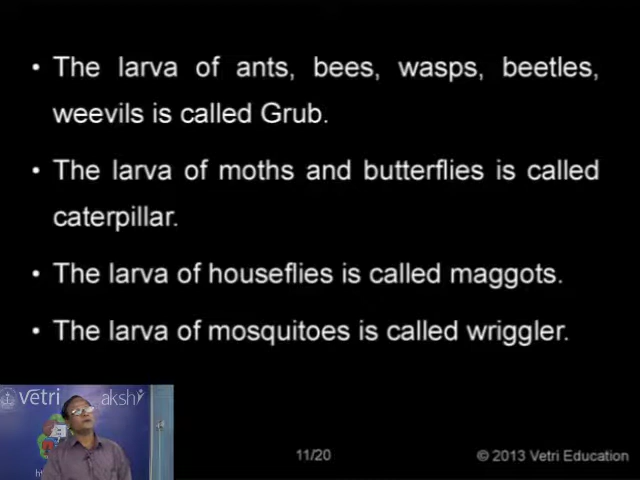 • The larva of ants, bees, wasps, beetles,
weevils is called Grub.
• The larva of moths and butterflies is called
caterpillar.
• The larva of houseflies is called maggots.
• The larva of mosquitoes is called wriggler.
vetri akshi
11/20
© 2013 Vetri Education